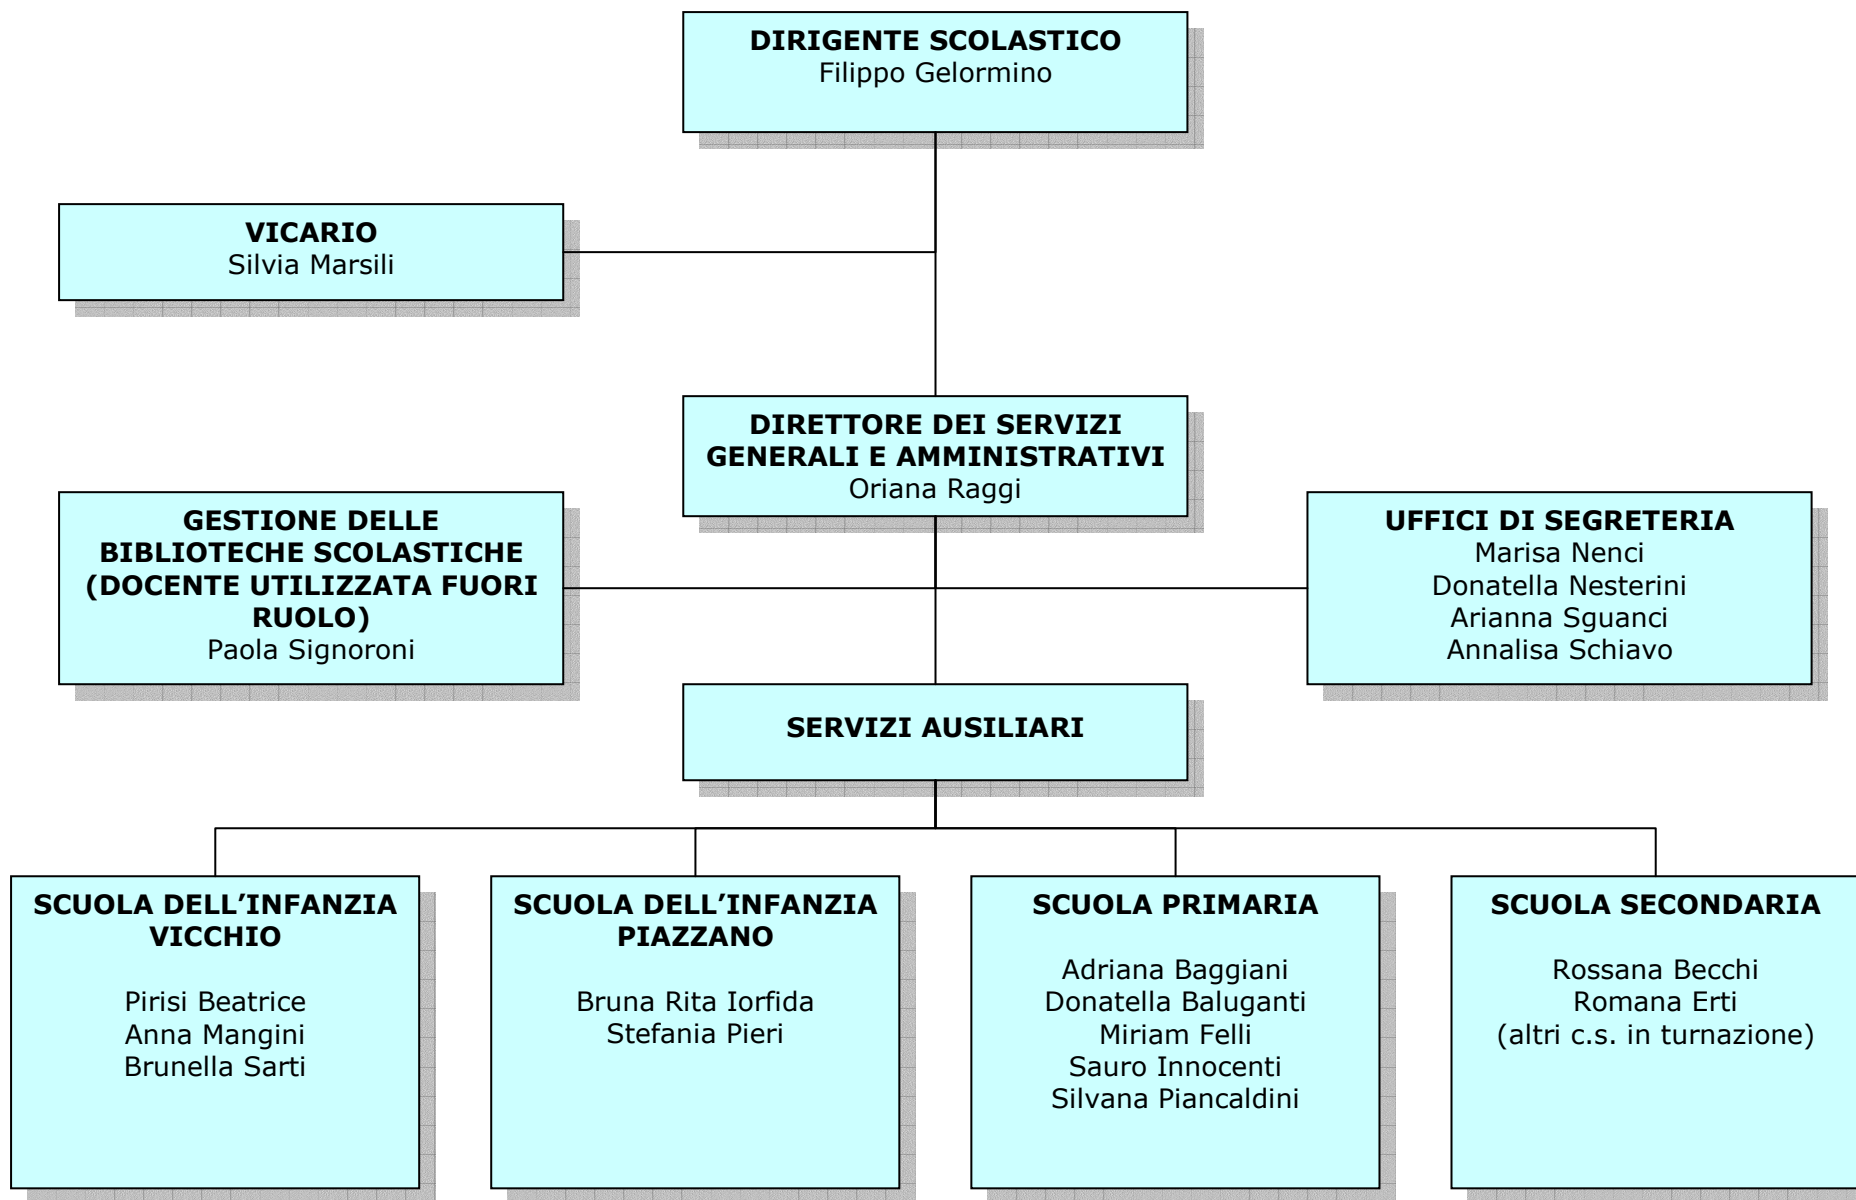 DIRIGENTE SCOLASTICO
Filippo Gelormino
VICARIO
Silvia Marsili
DIRETTORE DEI SERVIZI
GENERALI E AMMINISTRATIVI
Oriana Raggi
GESTIONE DELLE
BIBLIOTECHE SCOLASTICHE
(DOCENTE UTILIZZATA FUORI
RUOLO)
Paola Signoroni
UFFICI DI SEGRETERIA
Marisa Nenci
Donatella Nesterini
Arianna Sguanci
Annalisa Schiavo
SERVIZI AUSILIARI
SCUOLA DELL’INFANZIA
VICCHIO
Pirisi Beatrice
Anna Mangini
Brunella Sarti
SCUOLA DELL’INFANZIA
PIAZZANO
Bruna Rita Iorfida
Stefania Pieri
SCUOLA PRIMARIA
Adriana Baggiani
Donatella Baluganti
Miriam Felli
Sauro Innocenti
Silvana Piancaldini
SCUOLA SECONDARIA
Rossana Becchi
Romana Erti
(altri c.s. in turnazione)